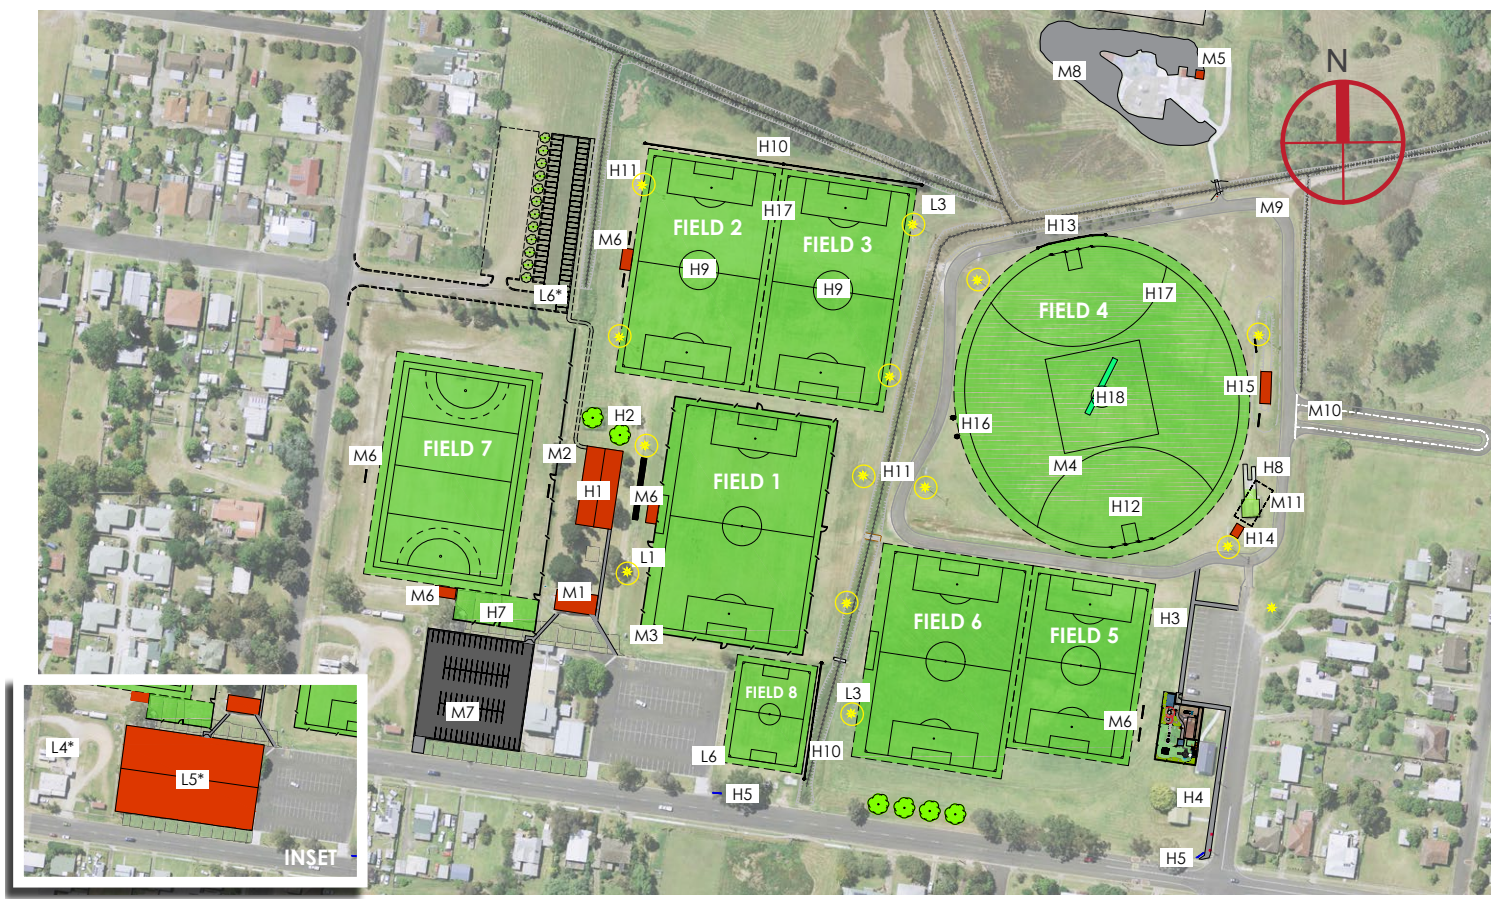 N
M5
M8
H10
H11
L3
M9
H17
FIELD 2
FIELD 3
H13
M6
H9
H9
L6*
FIELD 4
H17
H15
H18
M10
H2
H16
M2
FIELD 7
M6
H1
M6
FIELD 1
H11
M4
H8
M11
H12
H14
L1
M1
M6
H7
M3
FIELD 6
FIELD 5
H3
M7
FIELD 8
L3
M6
L6
H10
H5
H4
H5
L4*
L5*
INSET